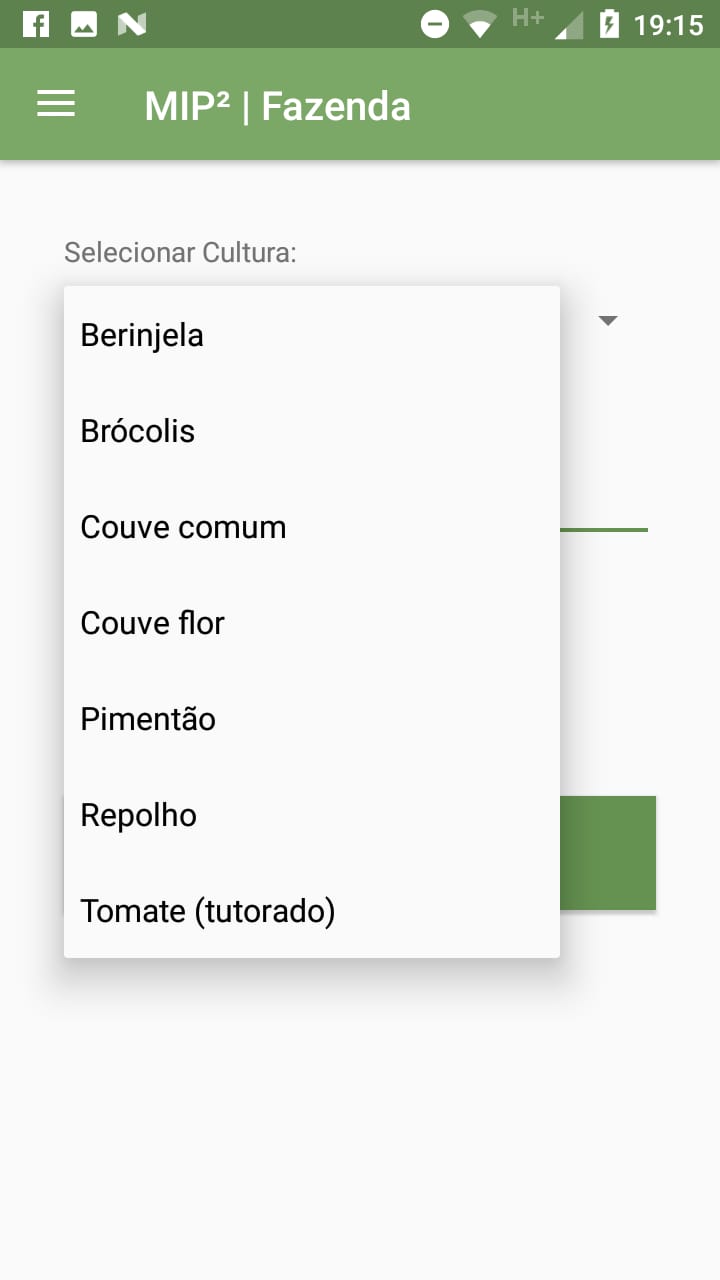 H+ 19:15
MIP² | Fazenda
Selecionar Cultura:
Berinjela
Brócolis
Couve comum
Couve flor
Pimentão
Repolho
Tomate (tutorado)